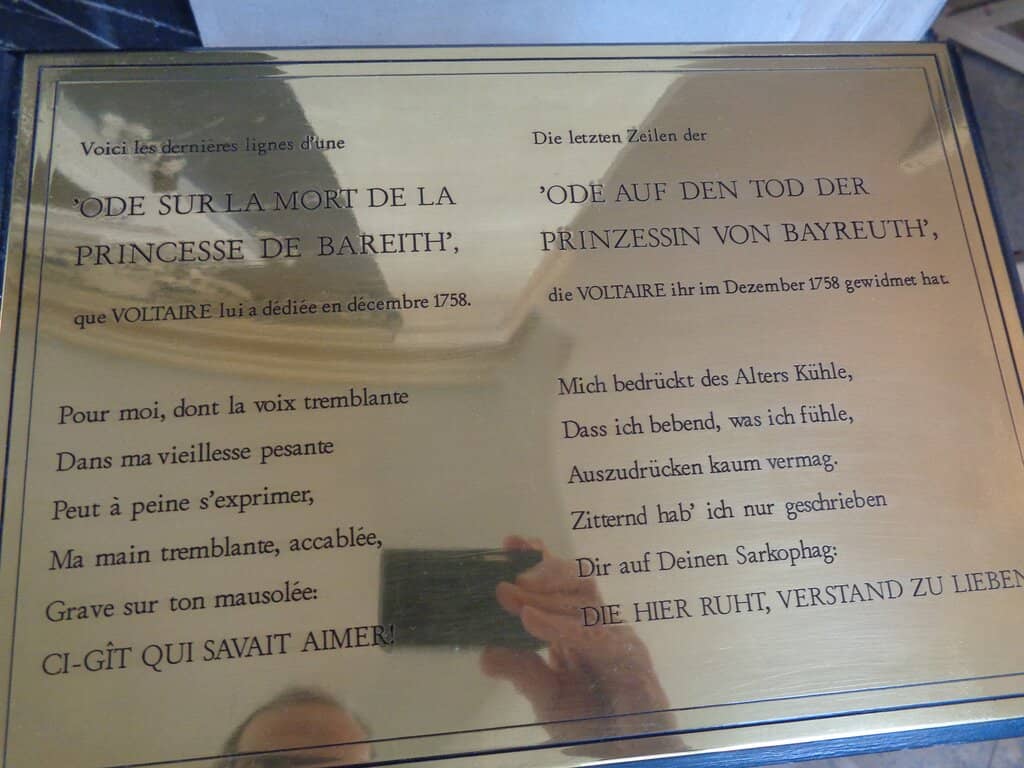 Voici les dernières lignes d'une
'ODE SUR LA MORT DE LA
PRINCESSE DE BAREITH',
que VOLTAIRE lui a dédiée en décembre 1758.
Pour moi, dont la voix tremblante
Dans ma vieillesse pesante
Peut à peine s'exprimer,
Ma main tremblante, accablée,
Grave sur ton mausolée:
CI-GÎT QUI SAVAIT AIMER!
Die letzten Zeilen der
'ODE AUF DEN TOD DER
PRINZESSIN VON BAYREUTH',
die VOLTAIRE ihr im Dezember 1758 gewidmet hat.
Mich bedrückt des Alters Kühle,
Dass ich bebend, was ich fühle,
Auszudrücken kaum vermag.
Zitternd hab' ich nur geschrieben
Dir auf Deinen Sarkophag:
DIE HIER RUHT, VERSTAND ZU LIEBEN